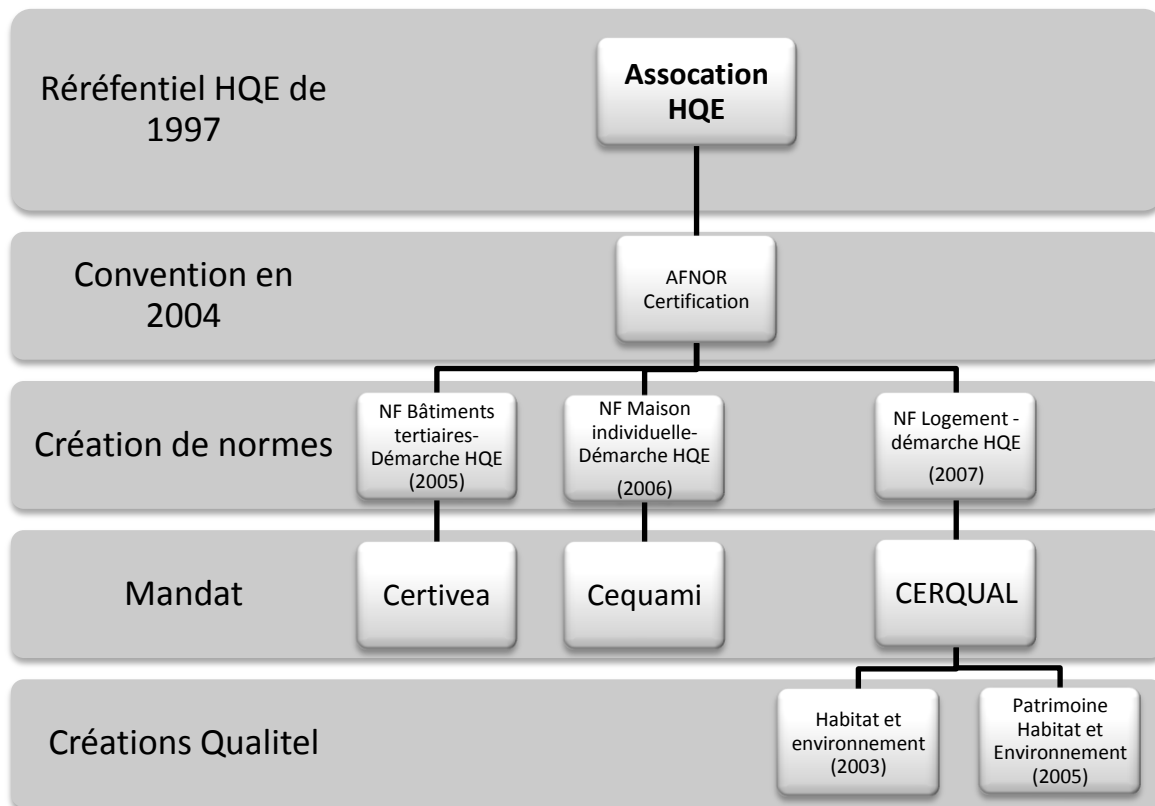 Réréfentiel HQE de
1997
Assocation
HQE
Convention en
2004
AFNOR
Certification
Création de normes
NF Bâtiments
tertiaires-
Démarche HQE
(2005)
NF Maison
individuelle-
Démarche HQE
(2006)
NF Logement -
démarche HQE
(2007)
Mandat
Certivea
Cequami
CERQUAL
Créations Qualitel
Habitat et
environnement
(2003)
Patrimoine
Habitat et
Environnement
(2005)